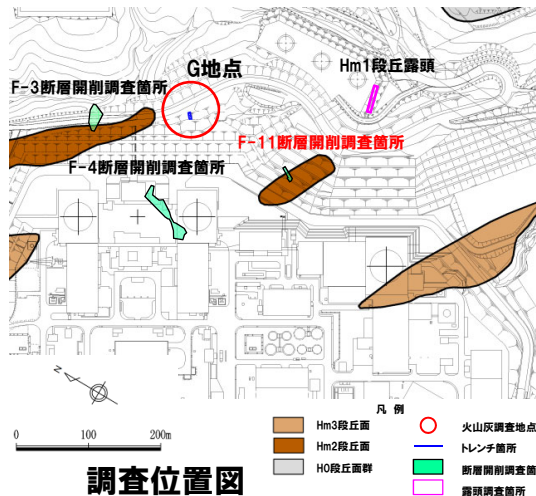 G地点
Hm1段丘露頭
F-3断層開削調査箇所
F-11断層開削調査箇所
F-4断層開削調査箇所
N
凡 例
Hm3段丘面
火山灰調査地点
Hm2段丘面
トレンチ箇所
H0段丘面群
断層開削調査箇
露頭調査箇所
0 100 200m
調査位置図